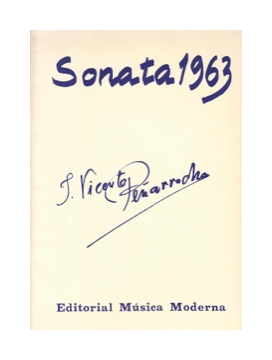 Sonata 1963
J. Vicente Peñarrocha
Editorial Música Moderna